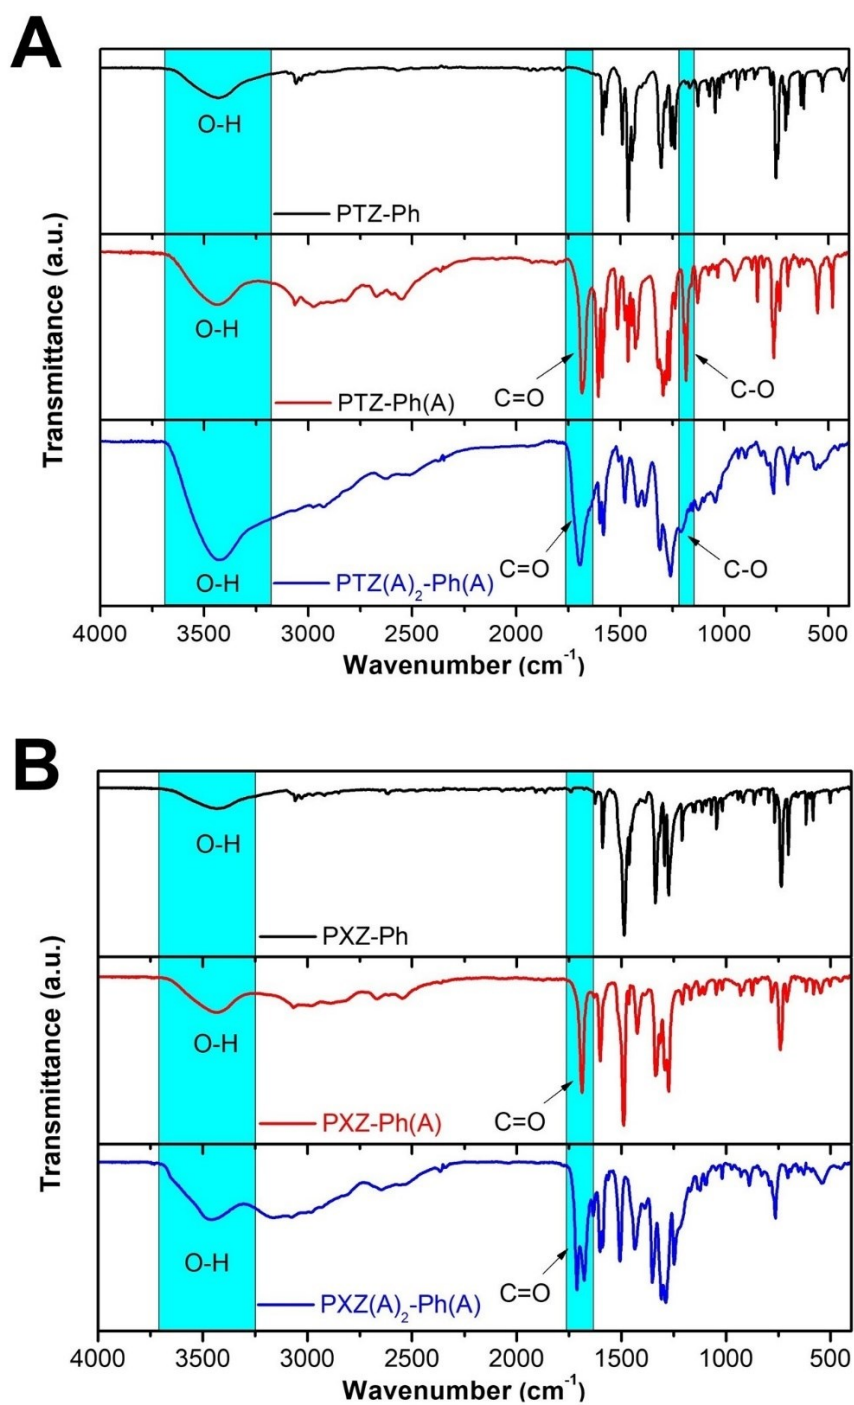 A
O-H
PTZ-Ph
O-H
C=O
C-O
PTZ-Ph(A)
O-H
C=O
C-O
PTZ(A)₂-Ph(A)
Transmittance (a.u.)
4000 3500 3000 2500 2000 1500 1000 500
Wavenumber (cm⁻¹)
B
O-H
PXZ-Ph
O-H
C=O
PXZ-Ph(A)
O-H
C=O
PXZ(A)₂-Ph(A)
Transmittance (a.u.)
4000 3500 3000 2500 2000 1500 1000 500
Wavenumber (cm⁻¹)